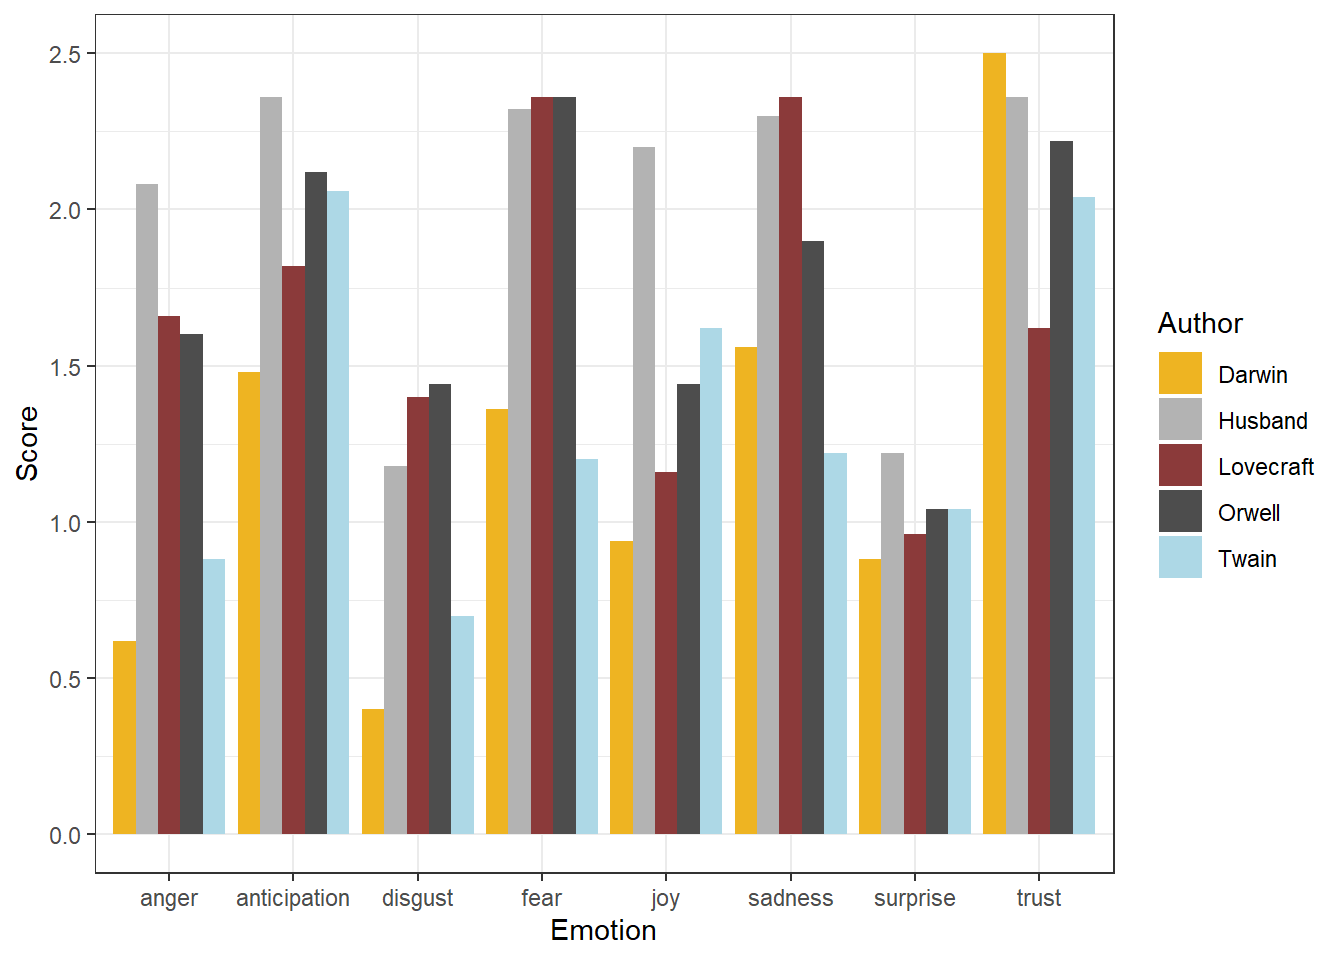 2.5
2.0
1.5
1.0
0.5
0.0
Score
anger anticipation disgust fear joy sadness surprise trust
Emotion
Author
Darwin
Husband
Lovecraft
Orwell
Twain